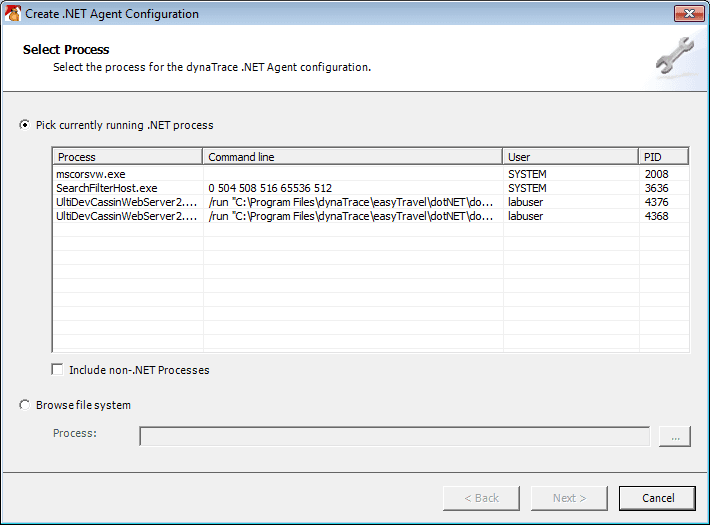 Create .NET Agent Configuration
Select Process
Select the process for the dynaTrace .NET Agent configuration.
Pick currently running .NET process
Process Command line User PID
mscorsvw.exe SYSTEM 2008
SearchFilterHost.exe 0 504 508 516 65536 512 SYSTEM 3636
UltiDevCassinWebServer2.... /run "C:\Program Files\dynaTrace\easyTravel\dotNET\do... labuser 4376
UltiDevCassinWebServer2.... /run "C:\Program Files\dynaTrace\easyTravel\dotNET\do... labuser 4368
Include non-.NET Processes
Browse file system
Process: ...
< Back Next > Cancel